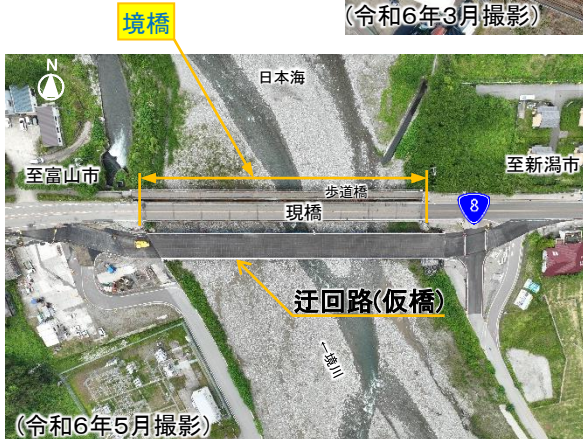 (令和6年3月撮影)
境橋
N
日本海
至富山市
至新潟市
歩道橋
現橋
8
迂回路(仮橋)
←境川
(令和6年5月撮影)